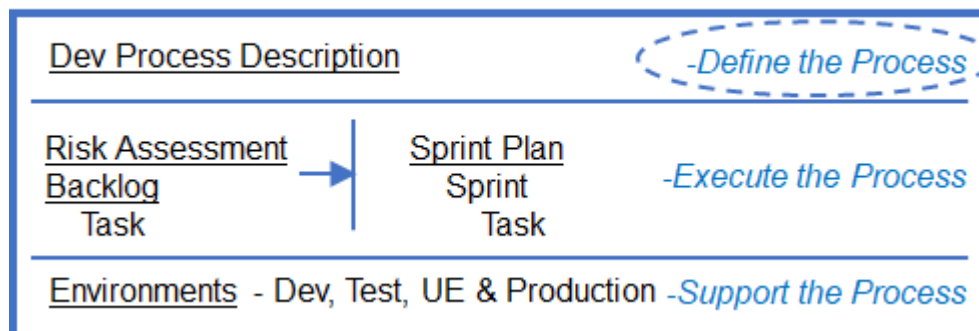 Dev Process Description -Define the Process
Risk Assessment
Backlog
Task
Sprint Plan
Sprint
Task
-Execute the Process
Environments - Dev, Test, UE & Production -Support the Process